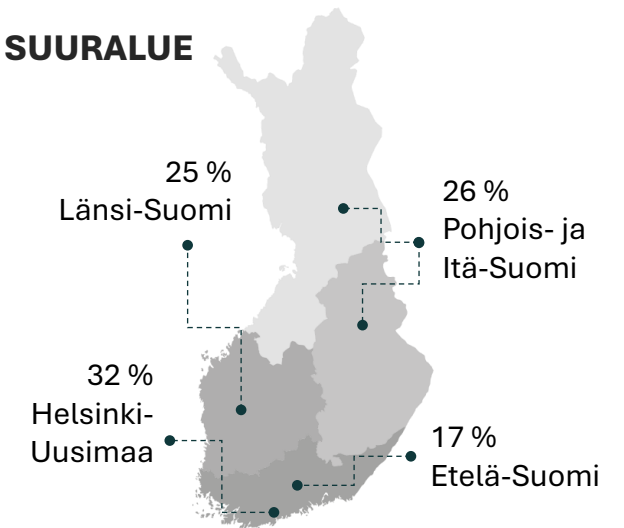 SUURALUE
25 %
Länsi-Suomi
26 %
Pohjois- ja
Itä-Suomi
32 %
Helsinki-
Uusimaa
17 %
Etelä-Suomi